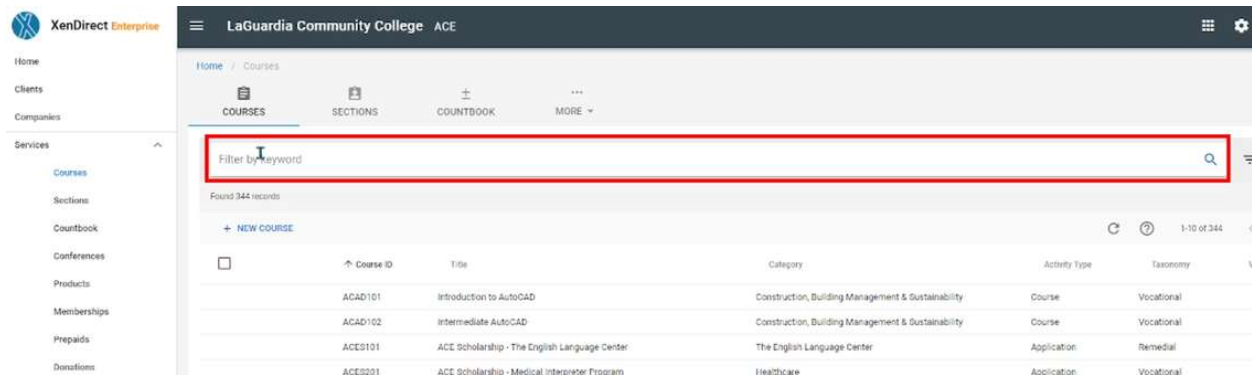 XenDirect Enterprise
LaGuardia Community College ACE
Home
Clients
Companies
Services
Courses
Sections
Countbook
Conferences
Products
Memberships
Prepaids
Donations
Home / Courses
COURSES SECTIONS COUNTBOOK MORE
Filter by keyword
Found 344 records
+ NEW COURSE 1-10 of 344
Course ID Title Category Activity Type Taxonomy
ACAD101 Introduction to AutoCAD Construction, Building Management & Sustainability Course Vocational
ACAD102 Intermediate AutoCAD Construction, Building Management & Sustainability Course Vocational
ACES101 ACE Scholarship - The English Language Center The English Language Center Application Remedial
ACES201 ACE Scholarship - Medical Interpreter Program Healthcare Application Vocational